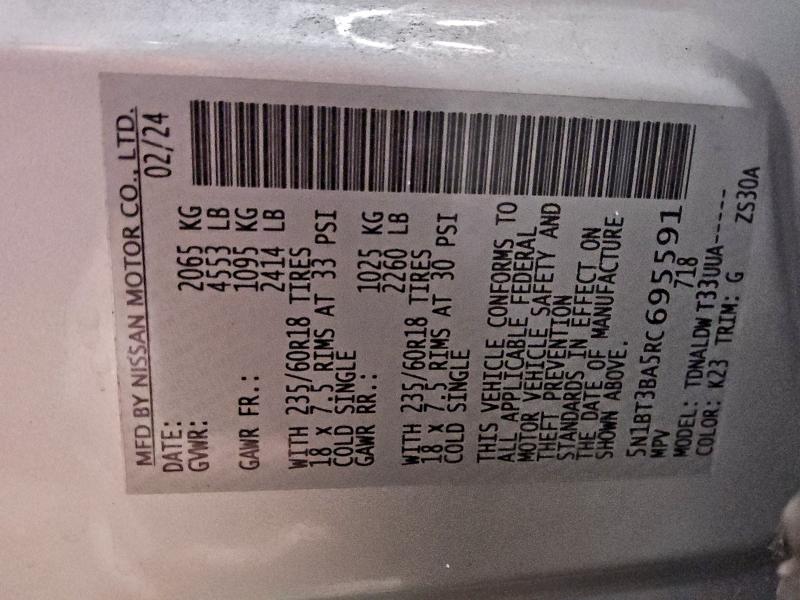 MFD BY NISSAN MOTOR CO., LTD.
DATE: 02/24
GVWR: 2065 KG
4553 LB
GAWR FR.: 1095 KG
2414 LB
WITH 235/60R18 TIRES
18 X 7.5 RIMS AT 33 PSI
COLD SINGLE
GAWR RR.: 1025 KG
2260 LB
WITH 235/60R18 TIRES
18 X 7.5 RIMS AT 30 PSI
COLD SINGLE
THIS VEHICLE CONFORMS TO
ALL APPLICABLE FEDERAL
MOTOR VEHICLE SAFETY AND
THEFT PREVENTION
STANDARDS IN EFFECT ON
THE DATE OF MANUFACTURE
SHOWN ABOVE.
5N1BT3BA5RC695591
MPV 718
MODEL: TDNALDW T33UUA-----
COLOR: K23 TRIM: G ZS30A